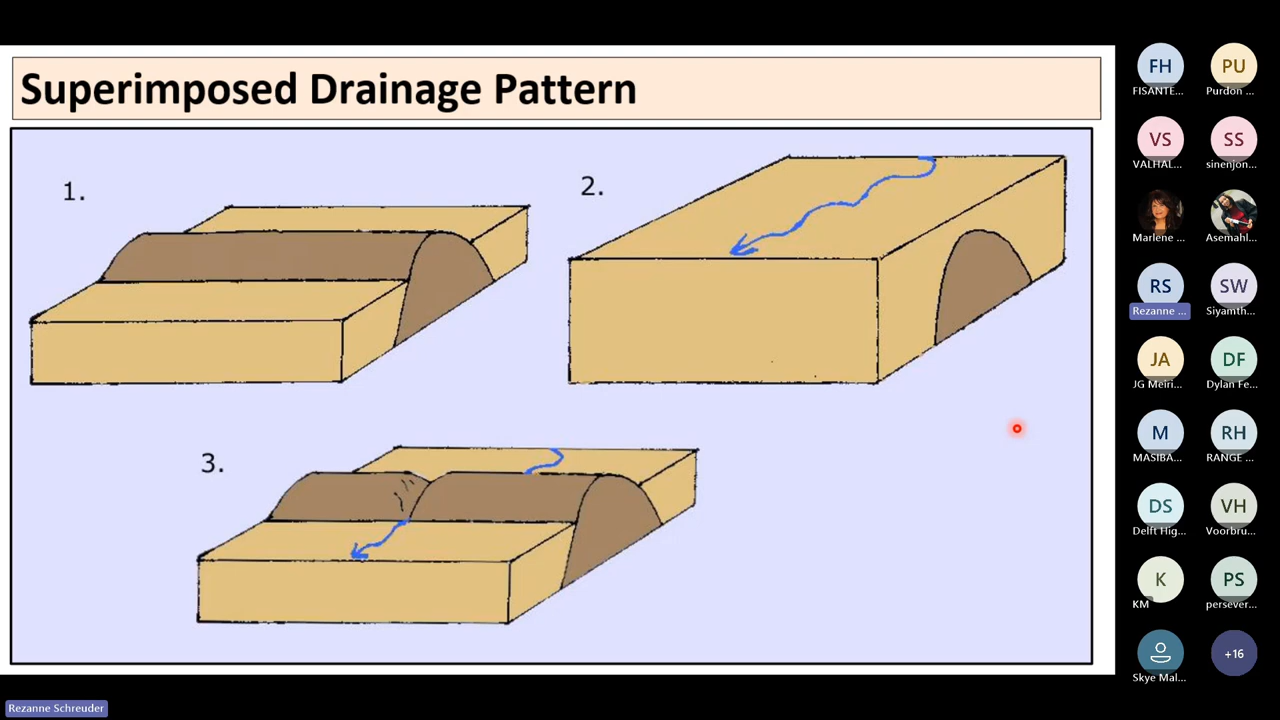 Superimposed Drainage Pattern
1.
2.
3.
FH
FISANTE...
PU
Purdon ...
VS
VALHAL...
SS
sinenjon...
Marlene ...
Asemahl...
RS
Rezanne ...
SW
Siyamth...
JA
JG Meiri...
DF
Dylan Fe...
M
MASIBA...
RH
RANGE ...
DS
Delft Hig...
VH
Voorbru...
K
KM
PS
persever...
Skye Mal...
+16
Rezanne Schreuder